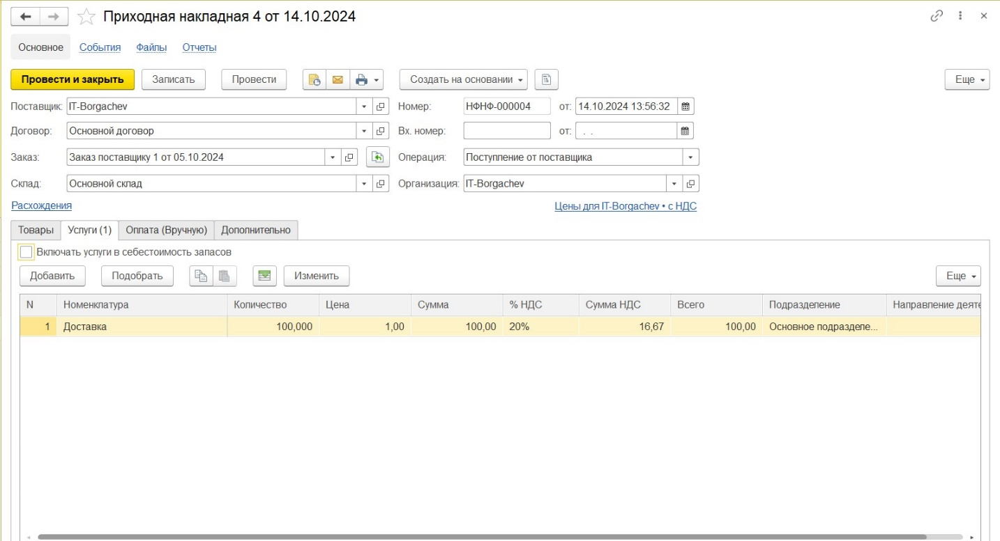 Приходная накладная 4 от 14.10.2024
Основное События Файлы Отчеты
Провести и закрыть Записать Провести Создать на основании Еще
Поставщик: IT-Borgachev Номер: НФНФ-000004 от: 14.10.2024 13:56:32
Договор: Основной договор Вх. номер: от: . .
Заказ: Заказ поставщику 1 от 05.10.2024 Операция: Поступление от поставщика
Склад: Основной склад Организация: IT-Borgachev
Расхождения Цены для IT-Borgachev • с НДС
Товары Услуги (1) Оплата (Вручную) Дополнительно
Включать услуги в себестоимость запасов
Добавить Подобрать Изменить Еще
N Номенклатура Количество Цена Сумма % НДС Сумма НДС Всего Подразделение Направление деяте
1 Доставка 100,000 1,00 100,00 20% 16,67 100,00 Основное подразделе...